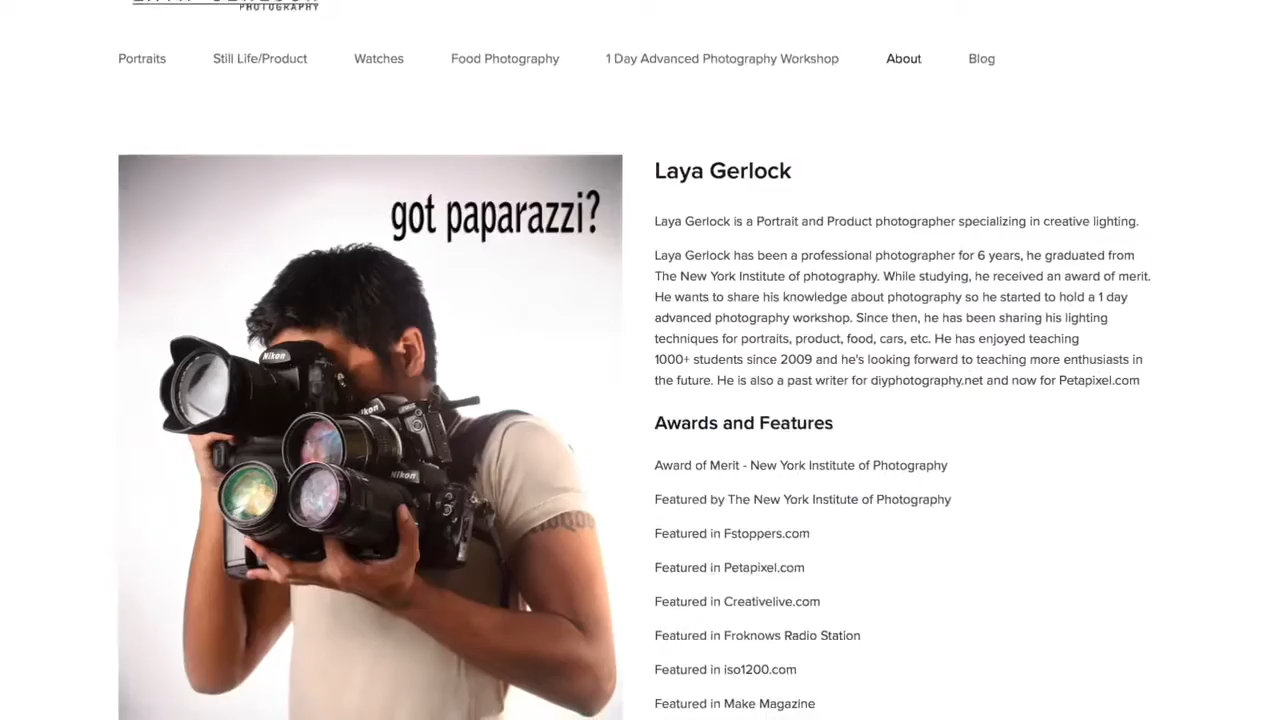 PHOTOGRAPHY
Portraits
Still Life/Product
Watches
Food Photography
1 Day Advanced Photography Workshop
About
Blog
got paparazzi?
Nikon
Nikon
Nikon
Laya Gerlock
Laya Gerlock is a Portrait and Product photographer specializing in creative lighting.
Laya Gerlock has been a professional photographer for 6 years, he graduated from
The New York Institute of photography. While studying, he received an award of merit.
He wants to share his knowledge about photography so he started to hold a 1 day
advanced photography workshop. Since then, he has been sharing his lighting
techniques for portraits, product, food, cars, etc. He has enjoyed teaching
1000+ students since 2009 and he's looking forward to teaching more enthusiasts in
the future. He is also a past writer for diyphotography.net and now for Petapixel.com
Awards and Features
Award of Merit - New York Institute of Photography
Featured by The New York Institute of Photography
Featured in Fstoppers.com
Featured in Petapixel.com
Featured in Creativelive.com
Featured in Froknows Radio Station
Featured in iso1200.com
Featured in Make Magazine